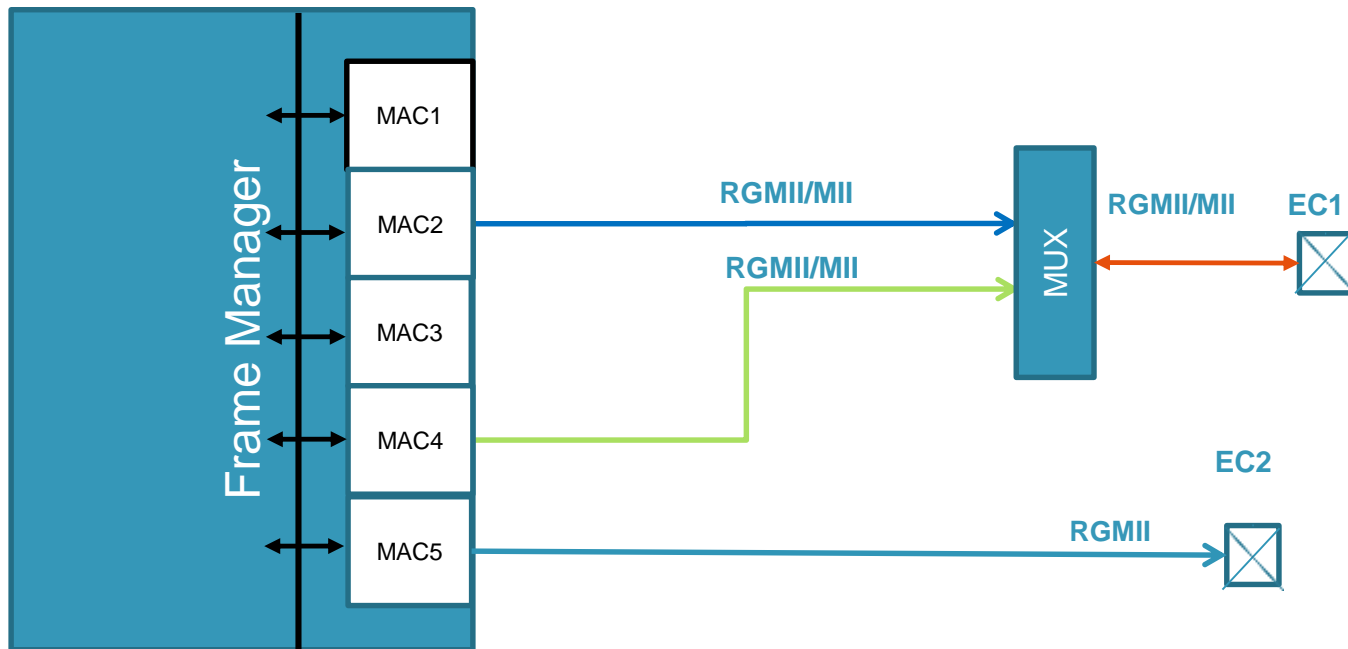 Frame Manager
MAC1
MAC2
MAC3
MAC4
MAC5
RGMII/MII
RGMII/MII
MUX
RGMII/MII
EC1
EC2
RGMII